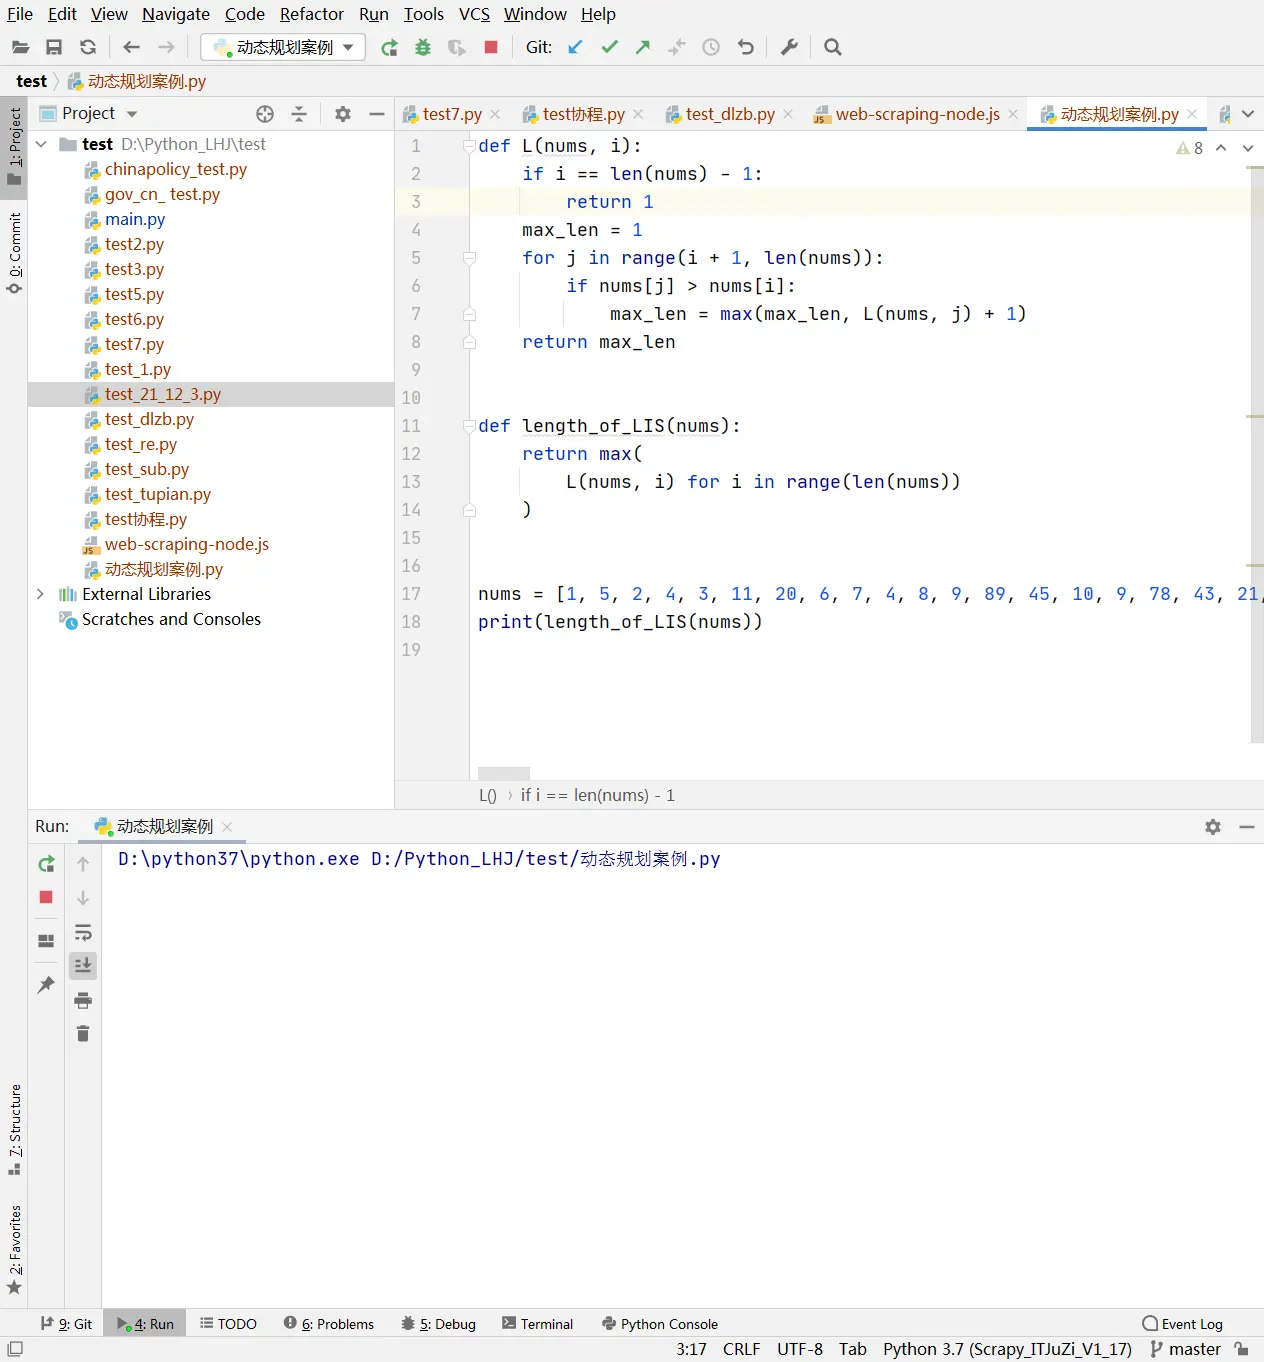 File Edit View Navigate Code Refactor Run Tools VCS Window Help
动态规划案例 Git:
test 动态规划案例.py
Project test7.py test协程.py test_dlzb.py web-scraping-node.js 动态规划案例.py
1: Project
0: Commit
7: Structure
2: Favorites
test D:\Python_LHJ\test
chinapolicy_test.py
gov_cn_ test.py
main.py
test2.py
test3.py
test5.py
test6.py
test7.py
test_1.py
test_21_12_3.py
test_dlzb.py
test_re.py
test_sub.py
test_tupian.py
test协程.py
web-scraping-node.js
动态规划案例.py
External Libraries
Scratches and Consoles
8
1 def L(nums, i):
2 if i == len(nums) - 1:
3 return 1
4 max_len = 1
5 for j in range(i + 1, len(nums)):
6 if nums[j] > nums[i]:
7 max_len = max(max_len, L(nums, j) + 1)
8 return max_len
9
10
11 def length_of_LIS(nums):
12 return max(
13 L(nums, i) for i in range(len(nums))
14 )
15
16
17 nums = [1, 5, 2, 4, 3, 11, 20, 6, 7, 4, 8, 9, 89, 45, 10, 9, 78, 43, 21,
18 print(length_of_LIS(nums))
19
L() › if i == len(nums) - 1
Run: 动态规划案例
D:\python37\python.exe D:/Python_LHJ/test/动态规划案例.py
9: Git 4: Run TODO 6: Problems 5: Debug Terminal Python Console Event Log
3:17 CRLF UTF-8 Tab Python 3.7 (Scrapy_ITJuZi_V1_17) master